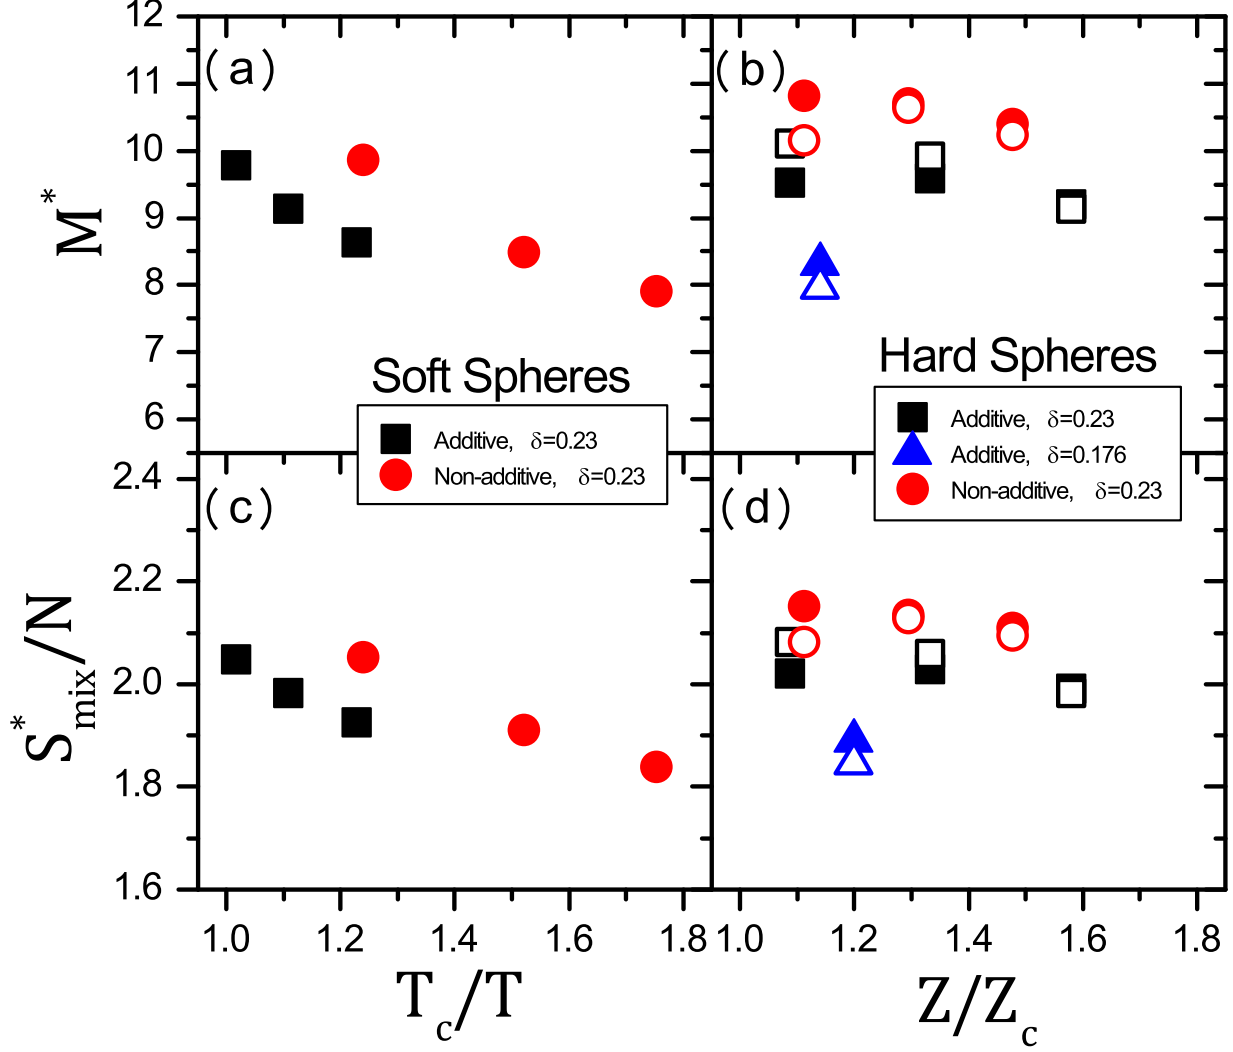 12
11
10
9
8
7
6
M*
(a)
(b)
Soft Spheres
Additive, δ=0.23
Non-additive, δ=0.23
Hard Spheres
Additive, δ=0.23
Additive, δ=0.176
Non-additive, δ=0.23
2.4
2.2
2.0
1.8
1.6
S*mix/N
(c)
(d)
1.0 1.2 1.4 1.6 1.8
1.0 1.2 1.4 1.6 1.8
Tc/T
Z/Zc